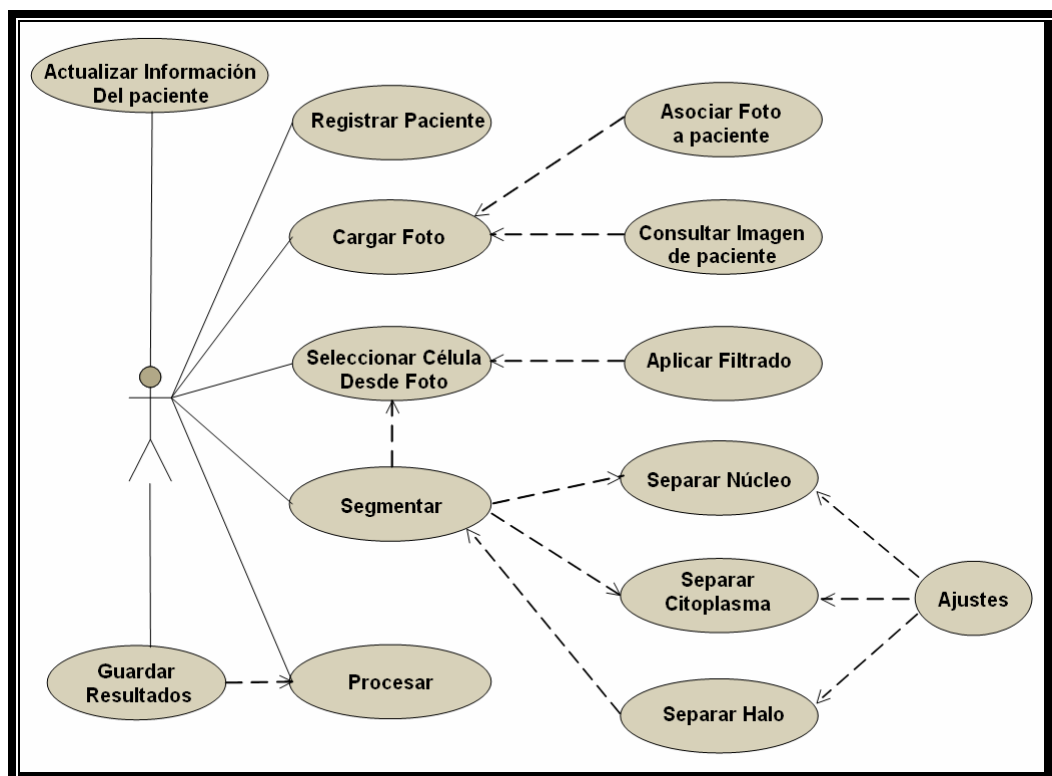 Actualizar Información
Del paciente
Registrar Paciente
Asociar Foto
a paciente
Cargar Foto
Consultar Imagen
de paciente
Seleccionar Célula
Desde Foto
Aplicar Filtrado
Segmentar
Separar Núcleo
Separar
Citoplasma
Ajustes
Guardar
Resultados
Procesar
Separar Halo